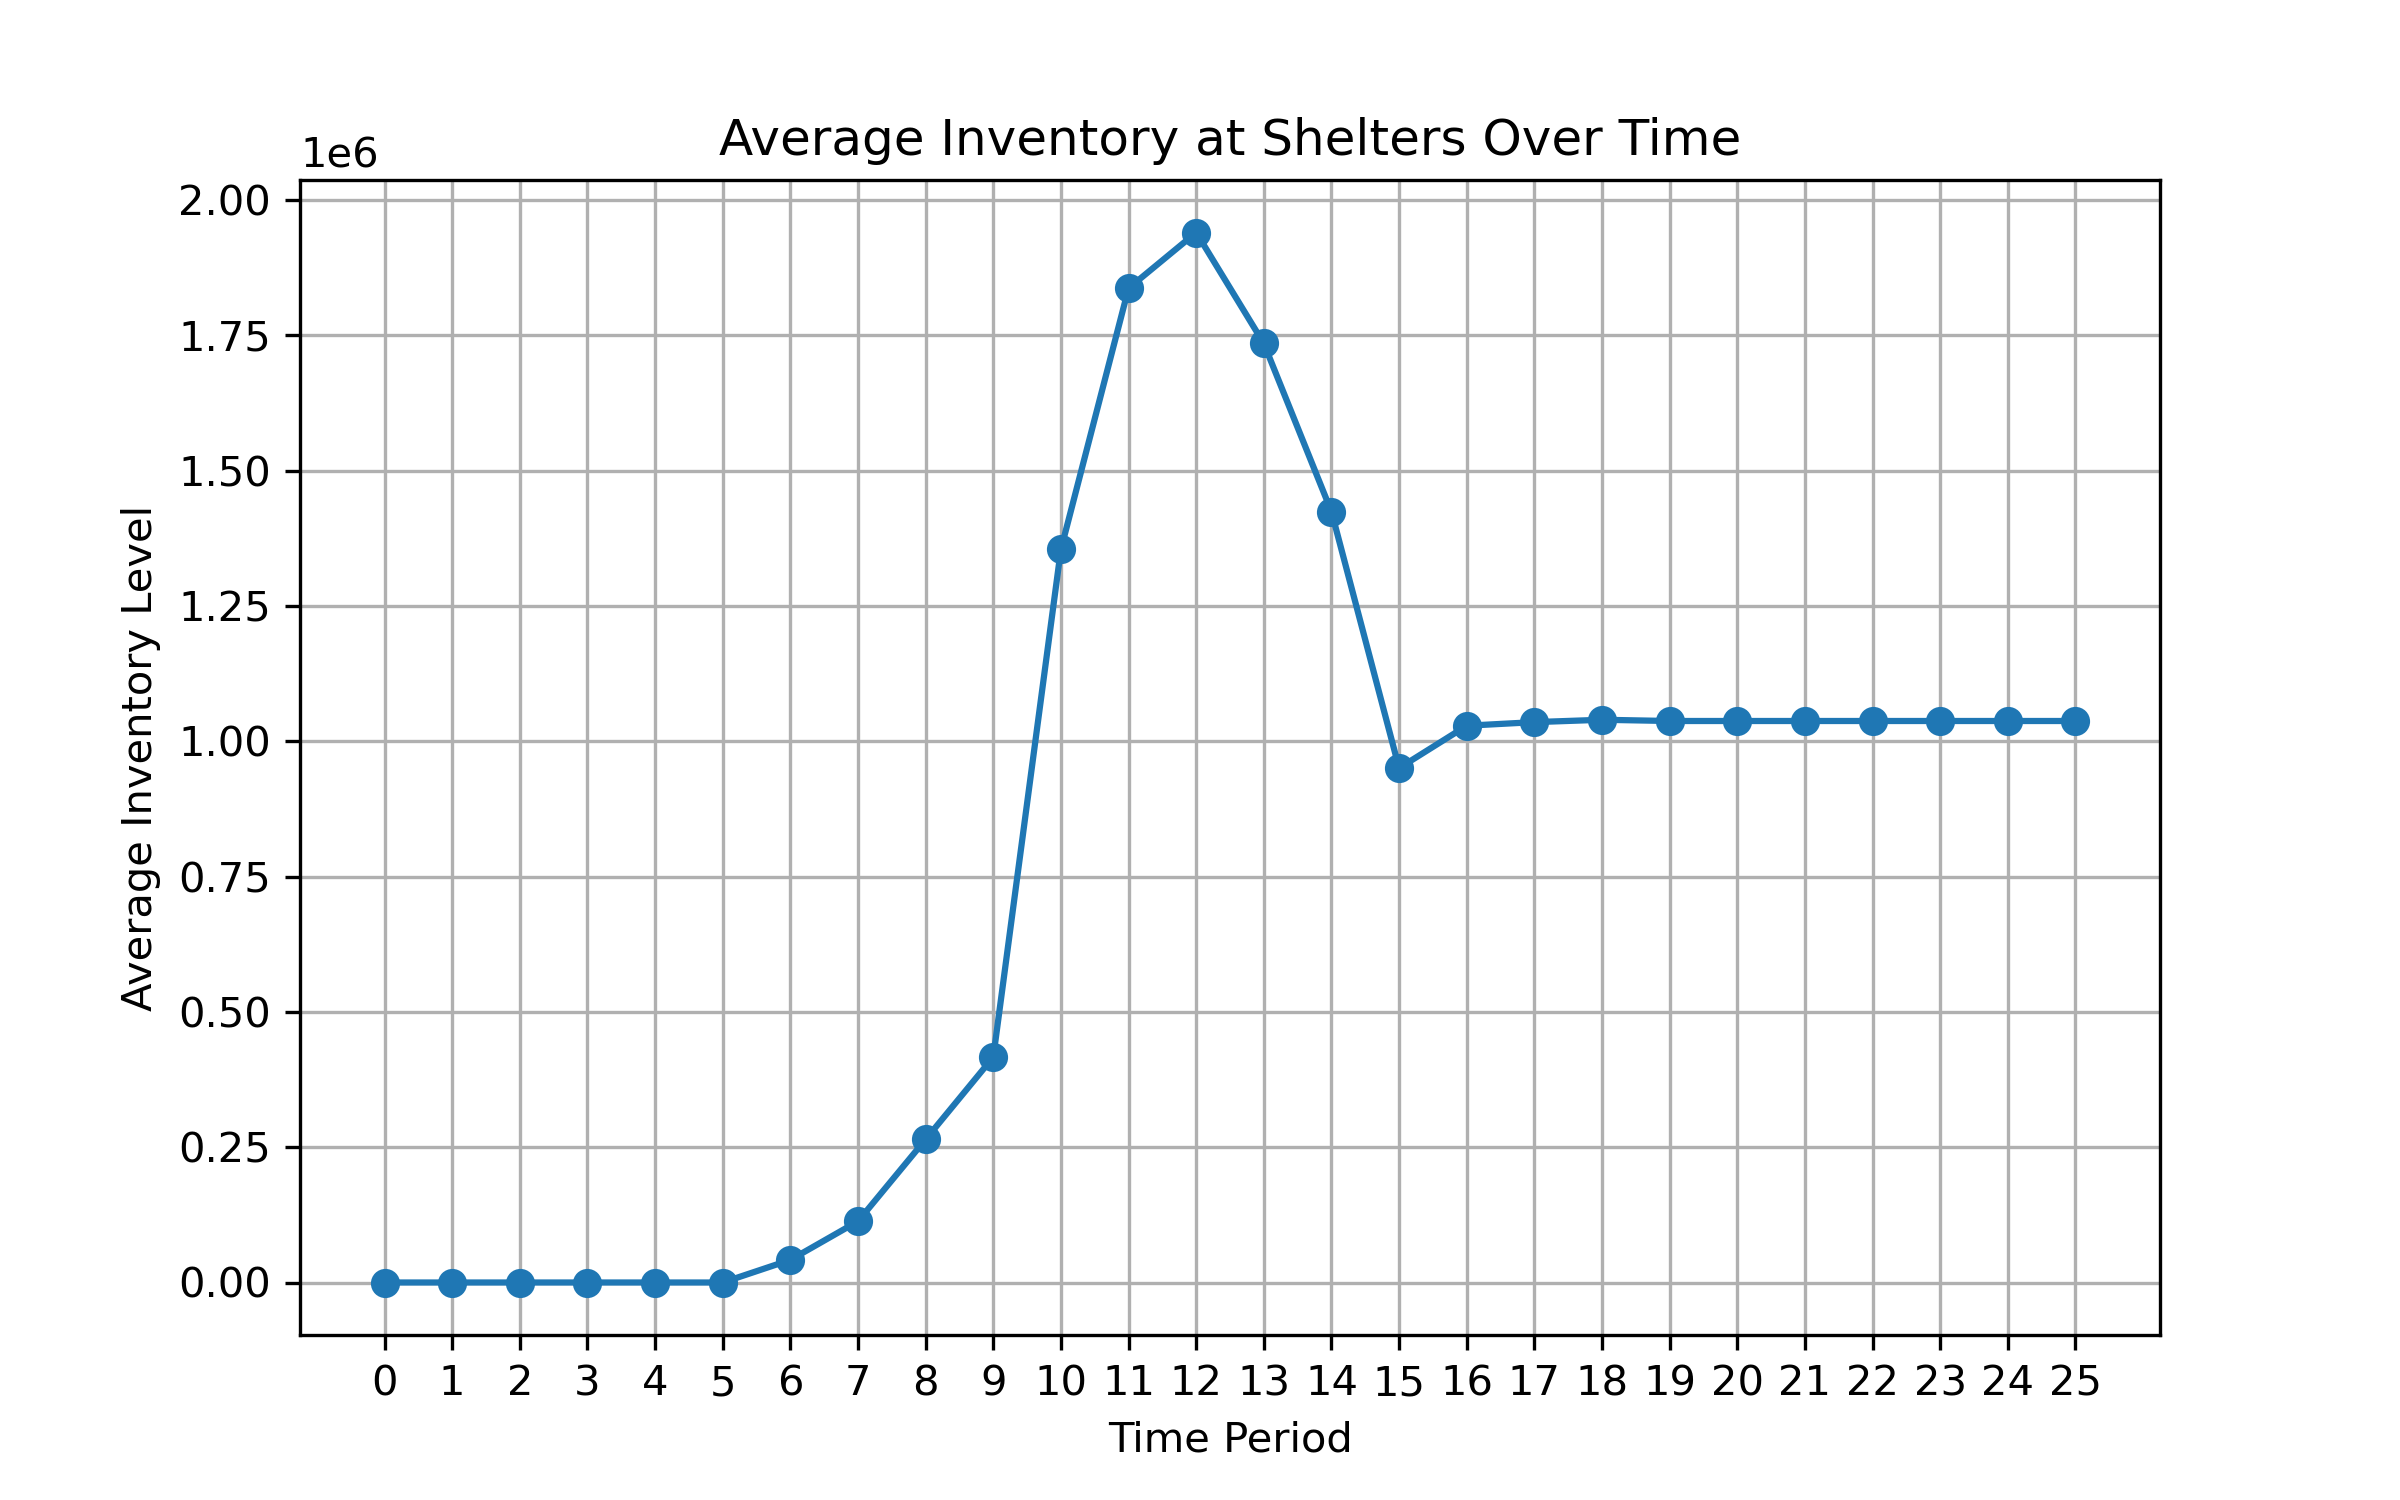 Average Inventory at Shelters Over Time
1e6
2.00
1.75
1.50
1.25
1.00
0.75
0.50
0.25
0.00
Average Inventory Level
0 1 2 3 4 5 6 7 8 9 10 11 12 13 14 15 16 17 18 19 20 21 22 23 24 25
Time Period